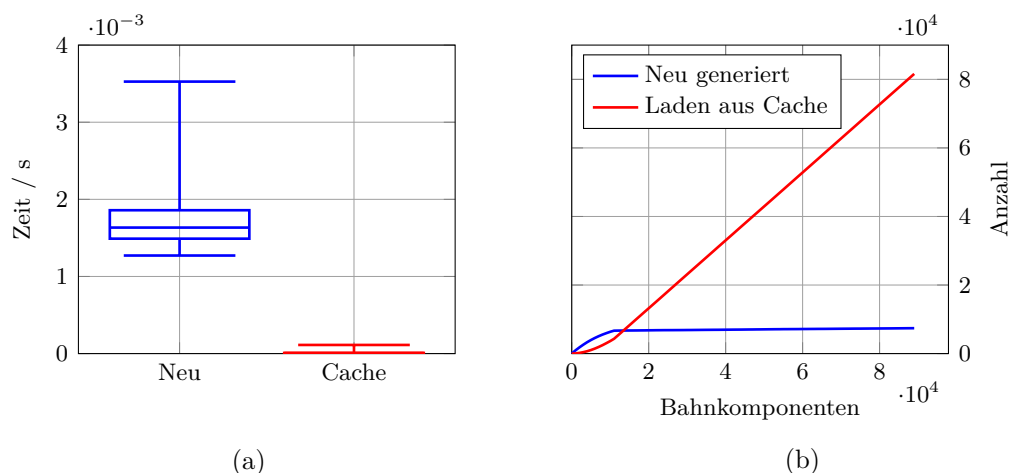 ·10⁻³
4
3
2
1
0
Zeit / s
Neu
Cache
(a)
·10⁴
8
6
4
2
0
Anzahl
Neu generiert
Laden aus Cache
0
2
4
6
8
·10⁴
Bahnkomponenten
(b)